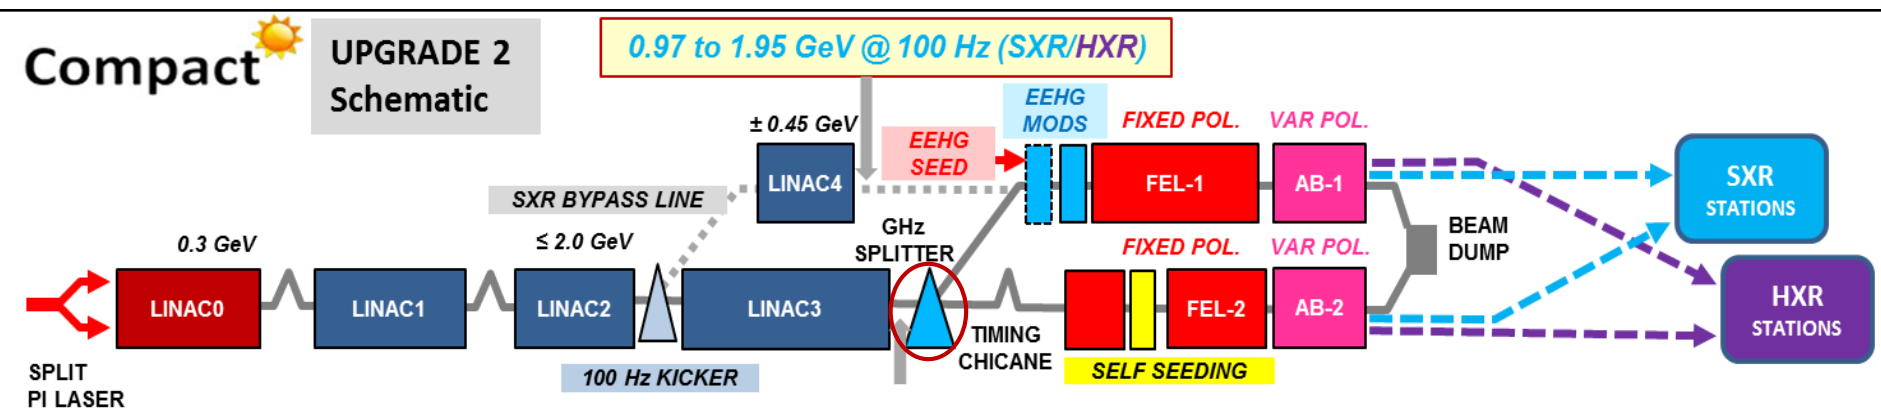 Compact
UPGRADE 2
Schematic
0.97 to 1.95 GeV @ 100 Hz (SXR/HXR)
± 0.45 GeV
EEHG
SEED
EEHG
MODS
FIXED POL.
VAR POL.
LINAC4
FEL-1
AB-1
SXR
STATIONS
SXR BYPASS LINE
0.3 GeV
≤ 2.0 GeV
GHz
SPLITTER
FIXED POL.
VAR POL.
BEAM
DUMP
LINAC0
LINAC1
LINAC2
LINAC3
FEL-2
AB-2
HXR
STATIONS
TIMING
CHICANE
SPLIT
PI LASER
100 Hz KICKER
SELF SEEDING